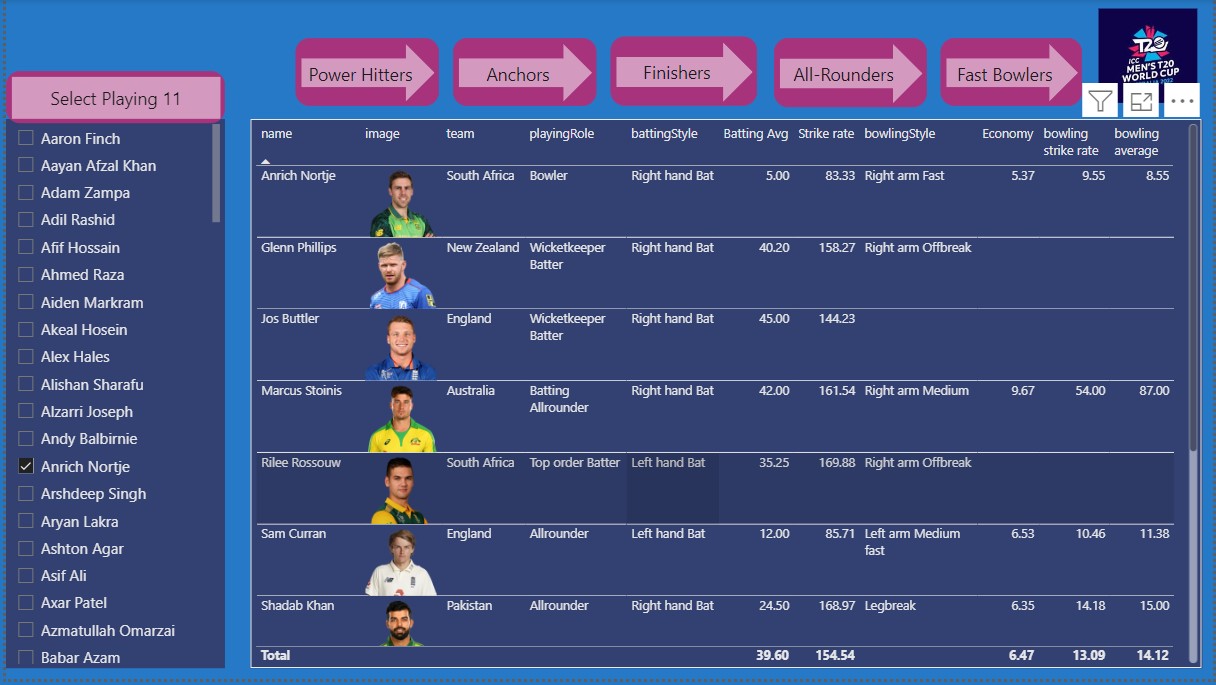 Power Hitters
Anchors
Finishers
All-Rounders
Fast Bowlers
ICC
T20
MEN'S T20
WORLD CUP
Select Playing 11
Aaron Finch
Aayan Afzal Khan
Adam Zampa
Adil Rashid
Afif Hossain
Ahmed Raza
Aiden Markram
Akeal Hosein
Alex Hales
Alishan Sharafu
Alzarri Joseph
Andy Balbirnie
Anrich Nortje
Arshdeep Singh
Aryan Lakra
Ashton Agar
Asif Ali
Axar Patel
Azmatullah Omarzai
Babar Azam
name image team playingRole battingStyle Batting Avg Strike rate bowlingStyle Economy bowling strike rate bowling average
Anrich Nortje South Africa Bowler Right hand Bat 5.00 83.33 Right arm Fast 5.37 9.55 8.55
Glenn Phillips New Zealand Wicketkeeper Batter Right hand Bat 40.20 158.27 Right arm Offbreak
Jos Buttler England Wicketkeeper Batter Right hand Bat 45.00 144.23
Marcus Stoinis Australia Batting Allrounder Right hand Bat 42.00 161.54 Right arm Medium 9.67 54.00 87.00
Rilee Rossouw South Africa Top order Batter Left hand Bat 35.25 169.88 Right arm Offbreak
Sam Curran England Allrounder Left hand Bat 12.00 85.71 Left arm Medium fast 6.53 10.46 11.38
Shadab Khan Pakistan Allrounder Right hand Bat 24.50 168.97 Legbreak 6.35 14.18 15.00
Total 39.60 154.54 6.47 13.09 14.12